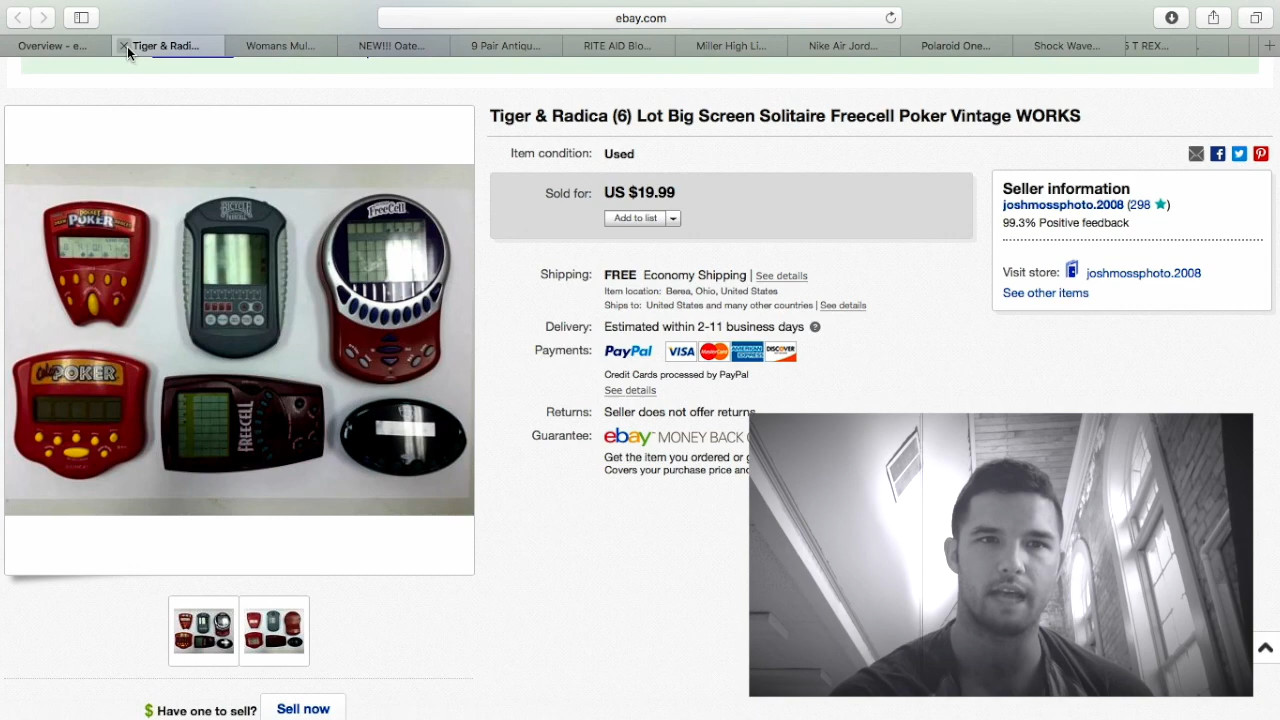 ebay.com
Overview - e...
Tiger & Radi...
Womans Mul...
NEW!!! Oate...
9 Pair Antiqu...
RITE AID Blo...
Miller High Li...
Nike Air Jord...
Polaroid One...
Shock Wave...
T REX...
Tiger & Radica (6) Lot Big Screen Solitaire Freecell Poker Vintage WORKS
Item condition: Used
Sold for: US $19.99
Add to list
Shipping: FREE Economy Shipping | See details
Item location: Berea, Ohio, United States
Ships to: United States and many other countries | See details
Delivery: Estimated within 2-11 business days ?
Payments: PayPal VISA MasterCard AMERICAN EXPRESS DISCOVER
Credit Cards processed by PayPal
See details
Returns: Seller does not offer returns
Guarantee: ebay MONEY BACK
Get the item you ordered or
Covers your purchase price and
Seller information
joshmossphoto.2008 (298 ★)
99.3% Positive feedback
Visit store: joshmossphoto.2008
See other items
POKER
BICYCLE
FreeCell
POKER
FREECELL
$ Have one to sell? Sell now